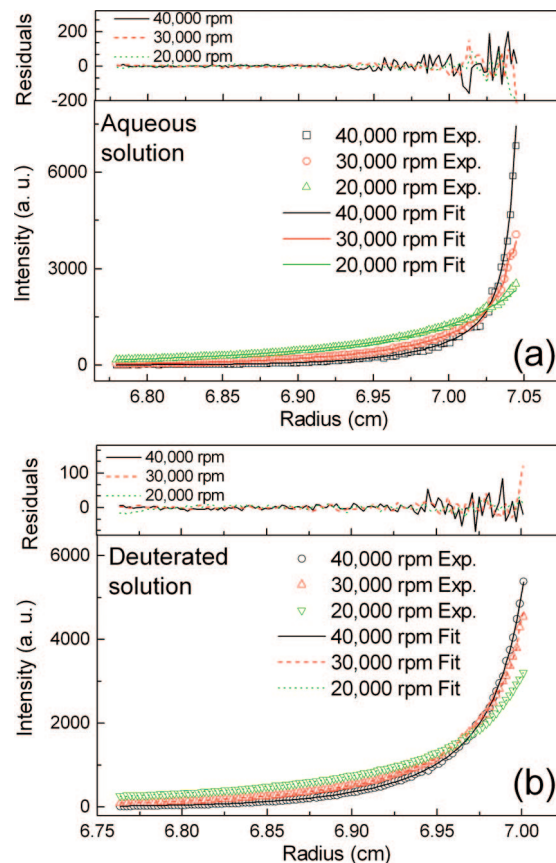 40,000 rpm
30,000 rpm
20,000 rpm
Residuals
200
0
-200
Aqueous
solution
40,000 rpm Exp.
30,000 rpm Exp.
20,000 rpm Exp.
40,000 rpm Fit
30,000 rpm Fit
20,000 rpm Fit
Intensity (a. u.)
6000
3000
0
(a)
6.80 6.85 6.90 6.95 7.00 7.05
Radius (cm)
40,000 rpm
30,000 rpm
20,000 rpm
Residuals
100
0
Deuterated
solution
40,000 rpm Exp.
30,000 rpm Exp.
20,000 rpm Exp.
40,000 rpm Fit
30,000 rpm Fit
20,000 rpm Fit
Intensity (a. u.)
6000
4000
2000
0
(b)
6.75 6.80 6.85 6.90 6.95 7.00
Radius (cm)